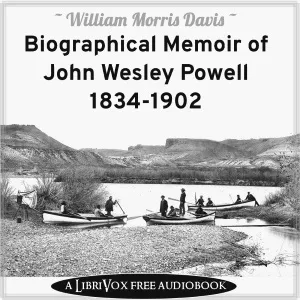 ~ William Morris Davis ~
Biographical Memoir of
John Wesley Powell
1834-1902
A LIBRIVOX FREE AUDIOBOOK